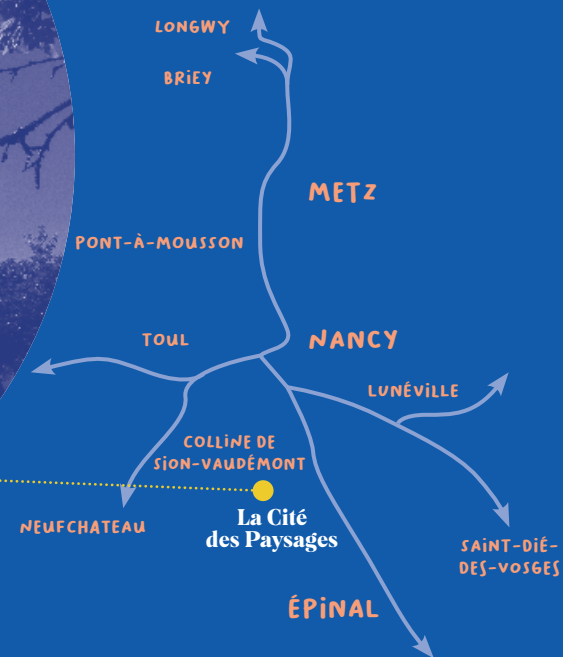 LONGWY
BRiEY
METZ
PONT-À-MOUSSON
TOUL
NANCY
LUNÉViLLE
COLLiNE DE
SiON-VAUDÉMONT
La Cité
des Paysages
NEUFCHATEAU
SAiNT-DiÉ-
DES-VOSGES
ÉPiNAL